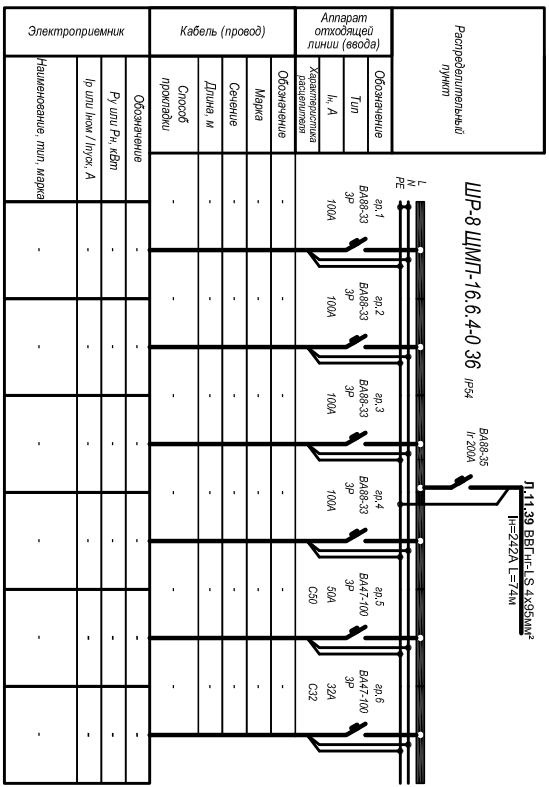 Распределительный
пункт
ШР-8 ЩМП-16.6.4-0 36 IP54
Л.11.39 ВВГнг-LS 4х95мм²
Iн=242А L=74м
ВА88-35
Iг 200А
L
N
PE
Аппарат
отходящей
линии (ввода)
Обозначение
гр.1
гр.2
гр.3
гр.4
гр.5
гр.6
Тип
ВА88-33
3Р
ВА88-33
3Р
ВА88-33
3Р
ВА88-33
3Р
ВА47-100
3Р
ВА47-100
3Р
Iн, А
100А
100А
100А
100А
50А
32А
Характеристика
расцепителя
С50
С32
Кабель (провод)
Обозначение
- - - - - -
Марка
- - - - - -
Сечение
- - - - - -
Длина, м
- - - - - -
Способ
прокладки
- - - - - -
Электроприемник
Обозначение
- - - - - -
Ру или Рн, кВт
- - - - - -
Iр или Iном / Iпуск, А
- - - - - -
Наименование, тип, марка
- - - - - -